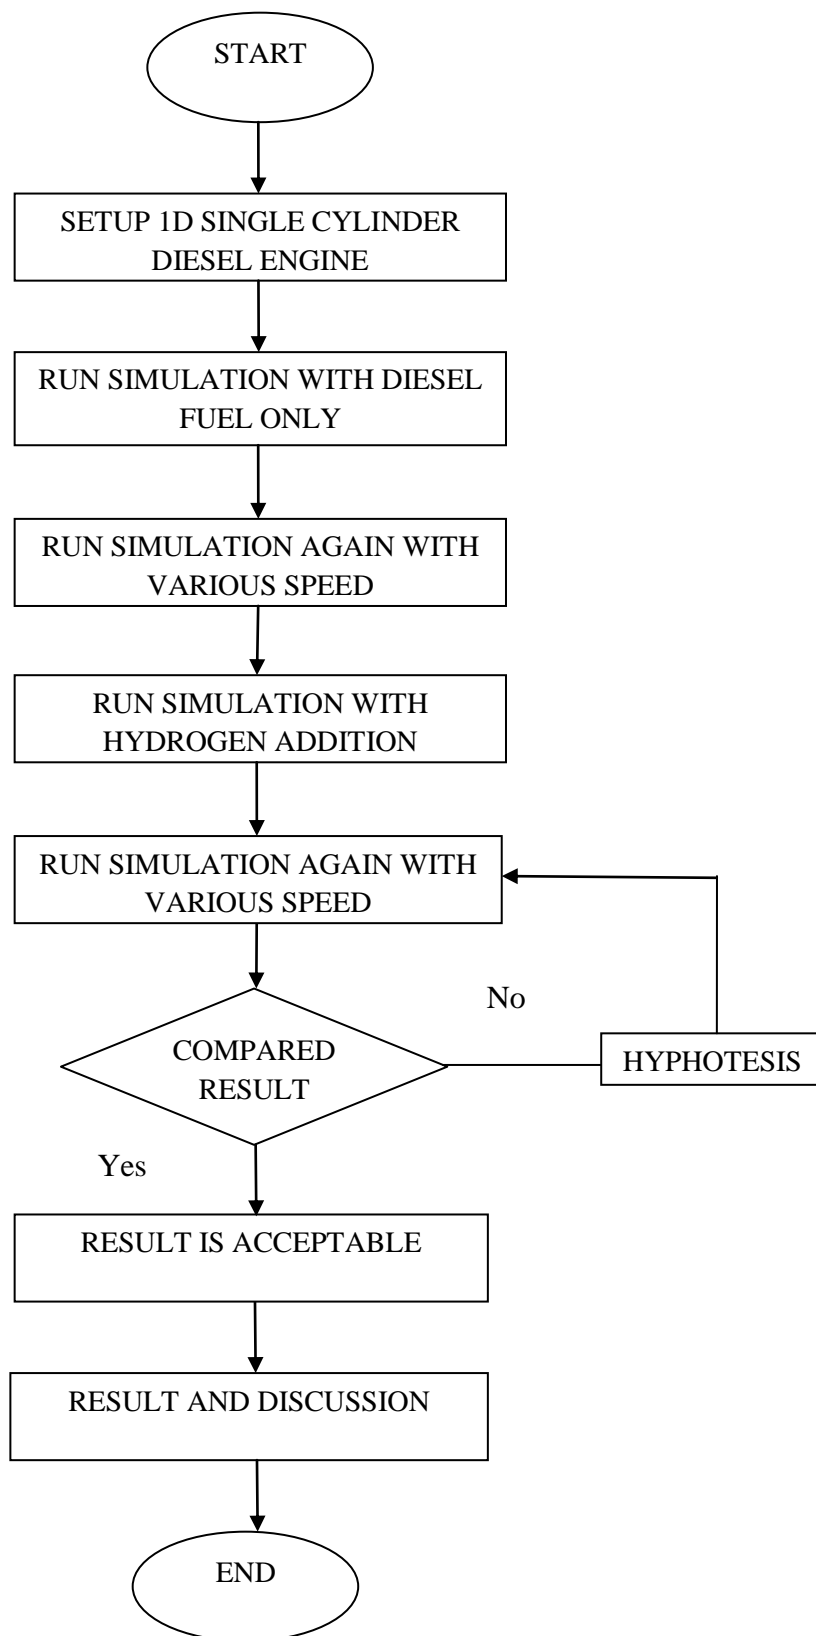 START
SETUP 1D SINGLE CYLINDER
DIESEL ENGINE
RUN SIMULATION WITH DIESEL
FUEL ONLY
RUN SIMULATION AGAIN WITH
VARIOUS SPEED
RUN SIMULATION WITH
HYDROGEN ADDITION
RUN SIMULATION AGAIN WITH
VARIOUS SPEED
No
COMPARED
RESULT
HYPHOTESIS
Yes
RESULT IS ACCEPTABLE
RESULT AND DISCUSSION
END